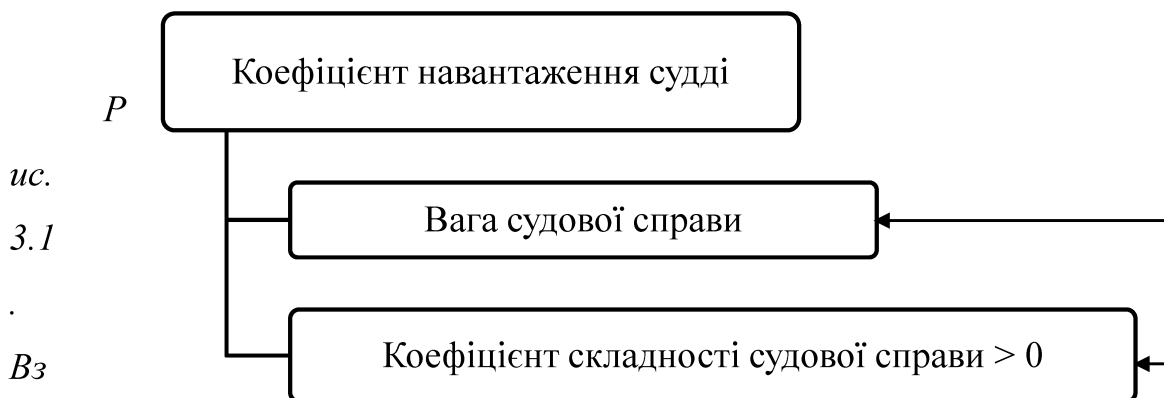 Коефіцієнт навантаження судді
Р
ис.
3.1
.
Вз
Вага судової справи
Коефіцієнт складності судової справи > 0